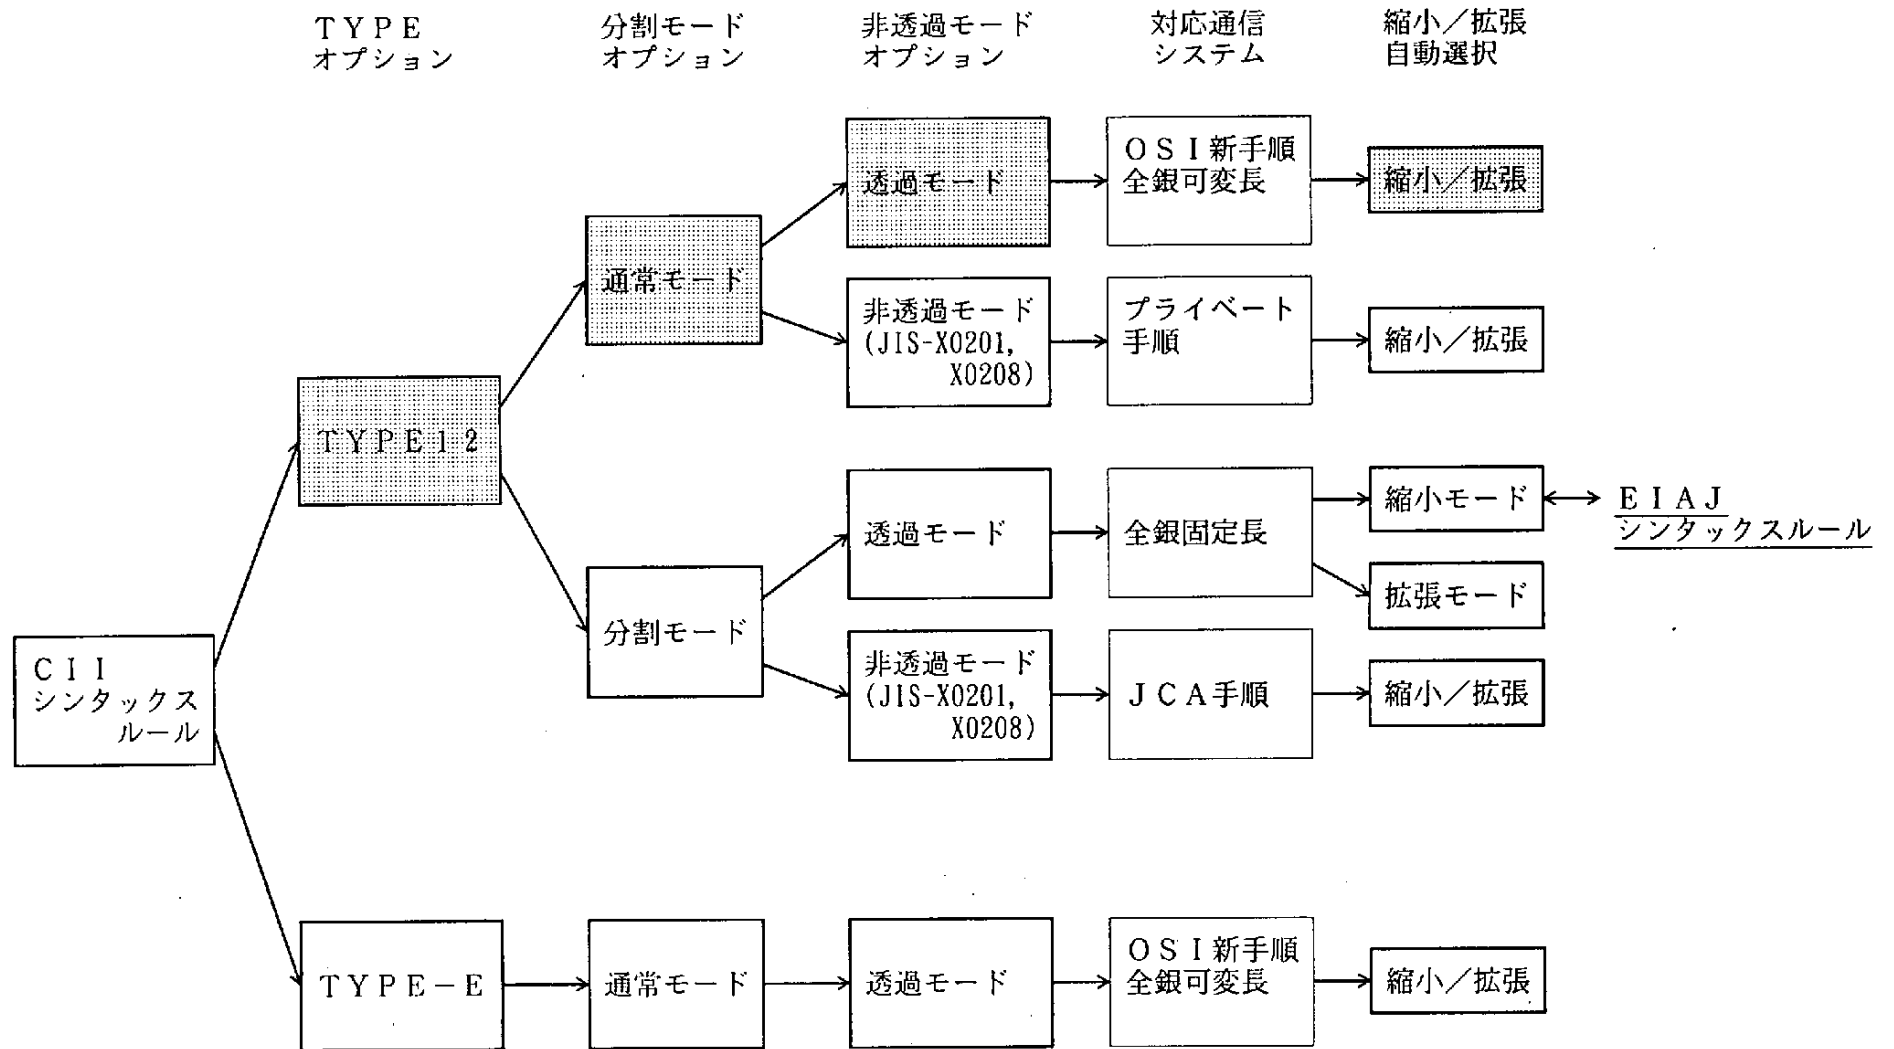 ＴＹＰＥ
オプション
分割モード
オプション
非透過モード
オプション
対応通信
システム
縮小／拡張
自動選択
ＣＩＩ
シンタックス
ルール
ＴＹＰＥ１２
通常モード
透過モード
ＯＳＩ新手順
全銀可変長
縮小／拡張
非透過モード
(JIS-X0201,
X0208)
プライベート
手順
縮小／拡張
分割モード
透過モード
全銀固定長
縮小モード
ＥＩＡＪ
シンタックスルール
拡張モード
非透過モード
(JIS-X0201,
X0208)
ＪＣＡ手順
縮小／拡張
ＴＹＰＥ－Ｅ
通常モード
透過モード
ＯＳＩ新手順
全銀可変長
縮小／拡張